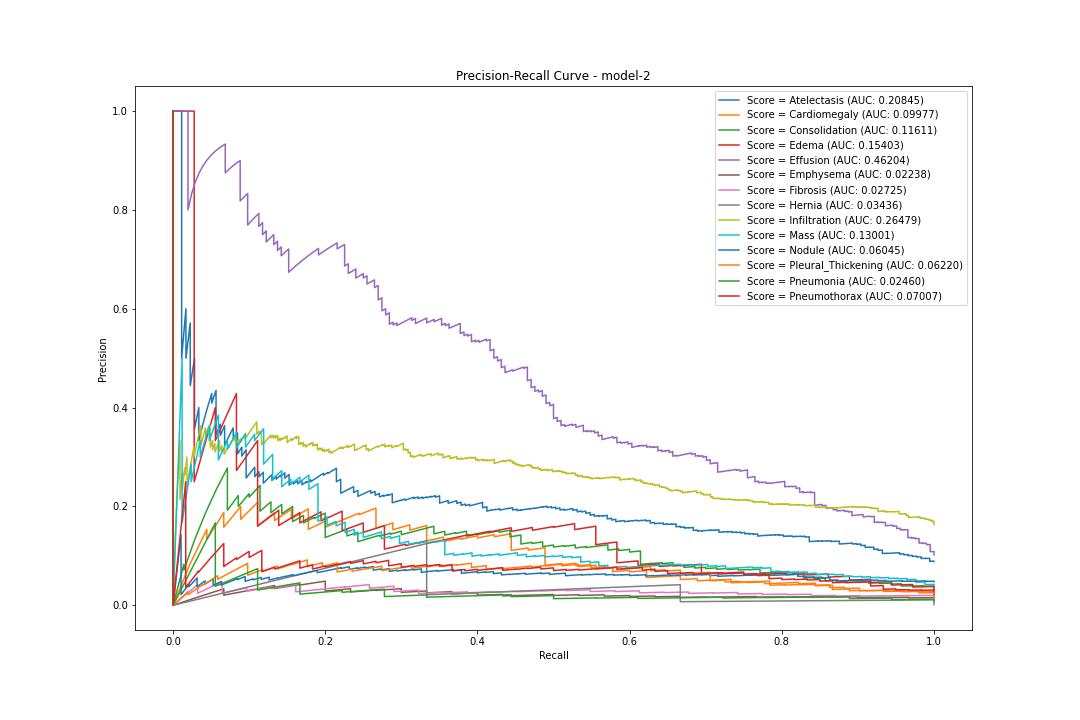 Precision-Recall Curve - model-2
Score = Atelectasis (AUC: 0.20845)
Score = Cardiomegaly (AUC: 0.09977)
Score = Consolidation (AUC: 0.11611)
Score = Edema (AUC: 0.15403)
Score = Effusion (AUC: 0.46204)
Score = Emphysema (AUC: 0.02238)
Score = Fibrosis (AUC: 0.02725)
Score = Hernia (AUC: 0.03436)
Score = Infiltration (AUC: 0.26479)
Score = Mass (AUC: 0.13001)
Score = Nodule (AUC: 0.06045)
Score = Pleural_Thickening (AUC: 0.06220)
Score = Pneumonia (AUC: 0.02460)
Score = Pneumothorax (AUC: 0.07007)
1.0
0.8
0.6
0.4
0.2
0.0
Precision
0.0 0.2 0.4 0.6 0.8 1.0
Recall